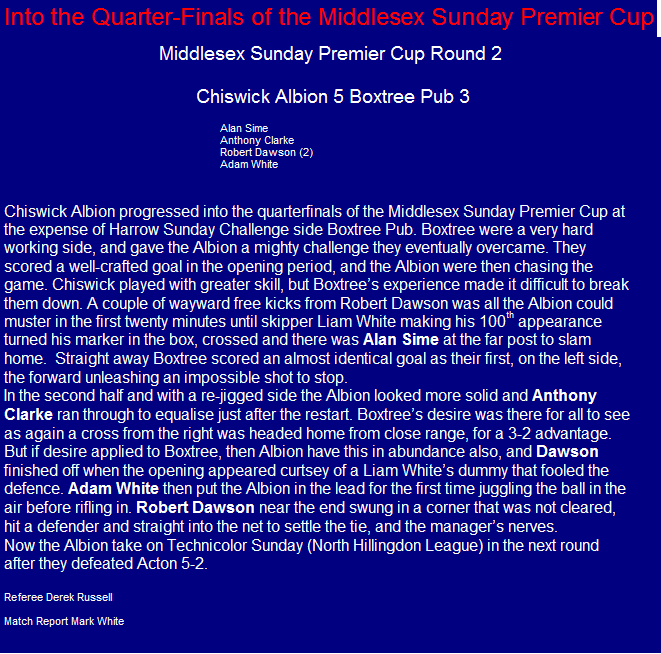 Into the Quarter-Finals of the Middlesex Sunday Premier Cup
Middlesex Sunday Premier Cup Round 2
Chiswick Albion 5 Boxtree Pub 3
Alan Sime
Anthony Clarke
Robert Dawson (2)
Adam White
Chiswick Albion progressed into the quarterfinals of the Middlesex Sunday Premier Cup at
the expense of Harrow Sunday Challenge side Boxtree Pub. Boxtree were a very hard
working side, and gave the Albion a mighty challenge they eventually overcame. They
scored a well-crafted goal in the opening period, and the Albion were then chasing the
game. Chiswick played with greater skill, but Boxtree’s experience made it difficult to break
them down. A couple of wayward free kicks from Robert Dawson was all the Albion could
muster in the first twenty minutes until skipper Liam White making his 100th appearance
turned his marker in the box, crossed and there was Alan Sime at the far post to slam
home.  Straight away Boxtree scored an almost identical goal as their first, on the left side,
the forward unleashing an impossible shot to stop.
In the second half and with a re-jigged side the Albion looked more solid and Anthony
Clarke ran through to equalise just after the restart. Boxtree’s desire was there for all to see
as again a cross from the right was headed home from close range, for a 3-2 advantage.
But if desire applied to Boxtree, then Albion have this in abundance also, and Dawson
finished off when the opening appeared curtsey of a Liam White’s dummy that fooled the
defence. Adam White then put the Albion in the lead for the first time juggling the ball in the
air before rifling in. Robert Dawson near the end swung in a corner that was not cleared,
hit a defender and straight into the net to settle the tie, and the manager’s nerves.
Now the Albion take on Technicolor Sunday (North Hillingdon League) in the next round
after they defeated Acton 5-2.
Referee Derek Russell
Match Report Mark White